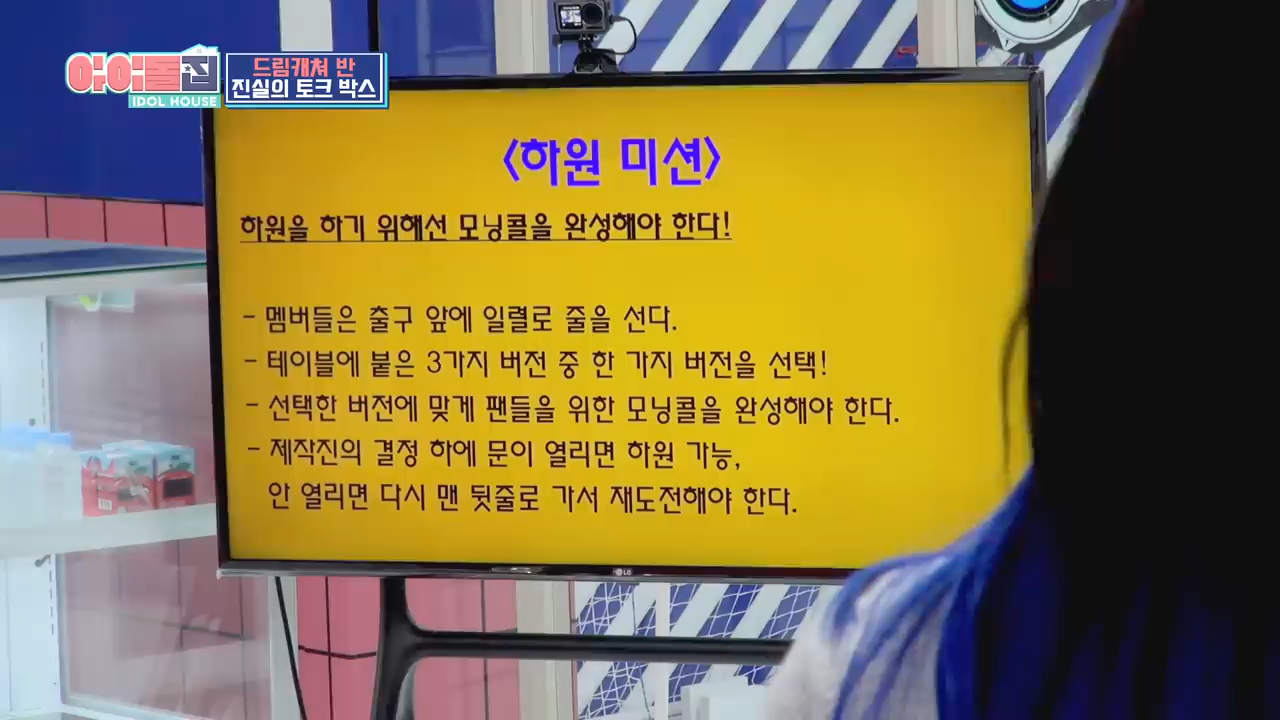 아이돌집
IDOL HOUSE
드림캐쳐 반
진실의 토크 박스
<하원 미션>
하원을 하기 위해선 모닝콜을 완성해야 한다!
- 멤버들은 출구 앞에 일렬로 줄을 선다.
- 테이블에 붙은 3가지 버전 중 한 가지 버전을 선택!
- 선택한 버전에 맞게 팬들을 위한 모닝콜을 완성해야 한다.
- 제작진의 결정 하에 문이 열리면 하원 가능,
안 열리면 다시 맨 뒷줄로 가서 재도전해야 한다.
LG